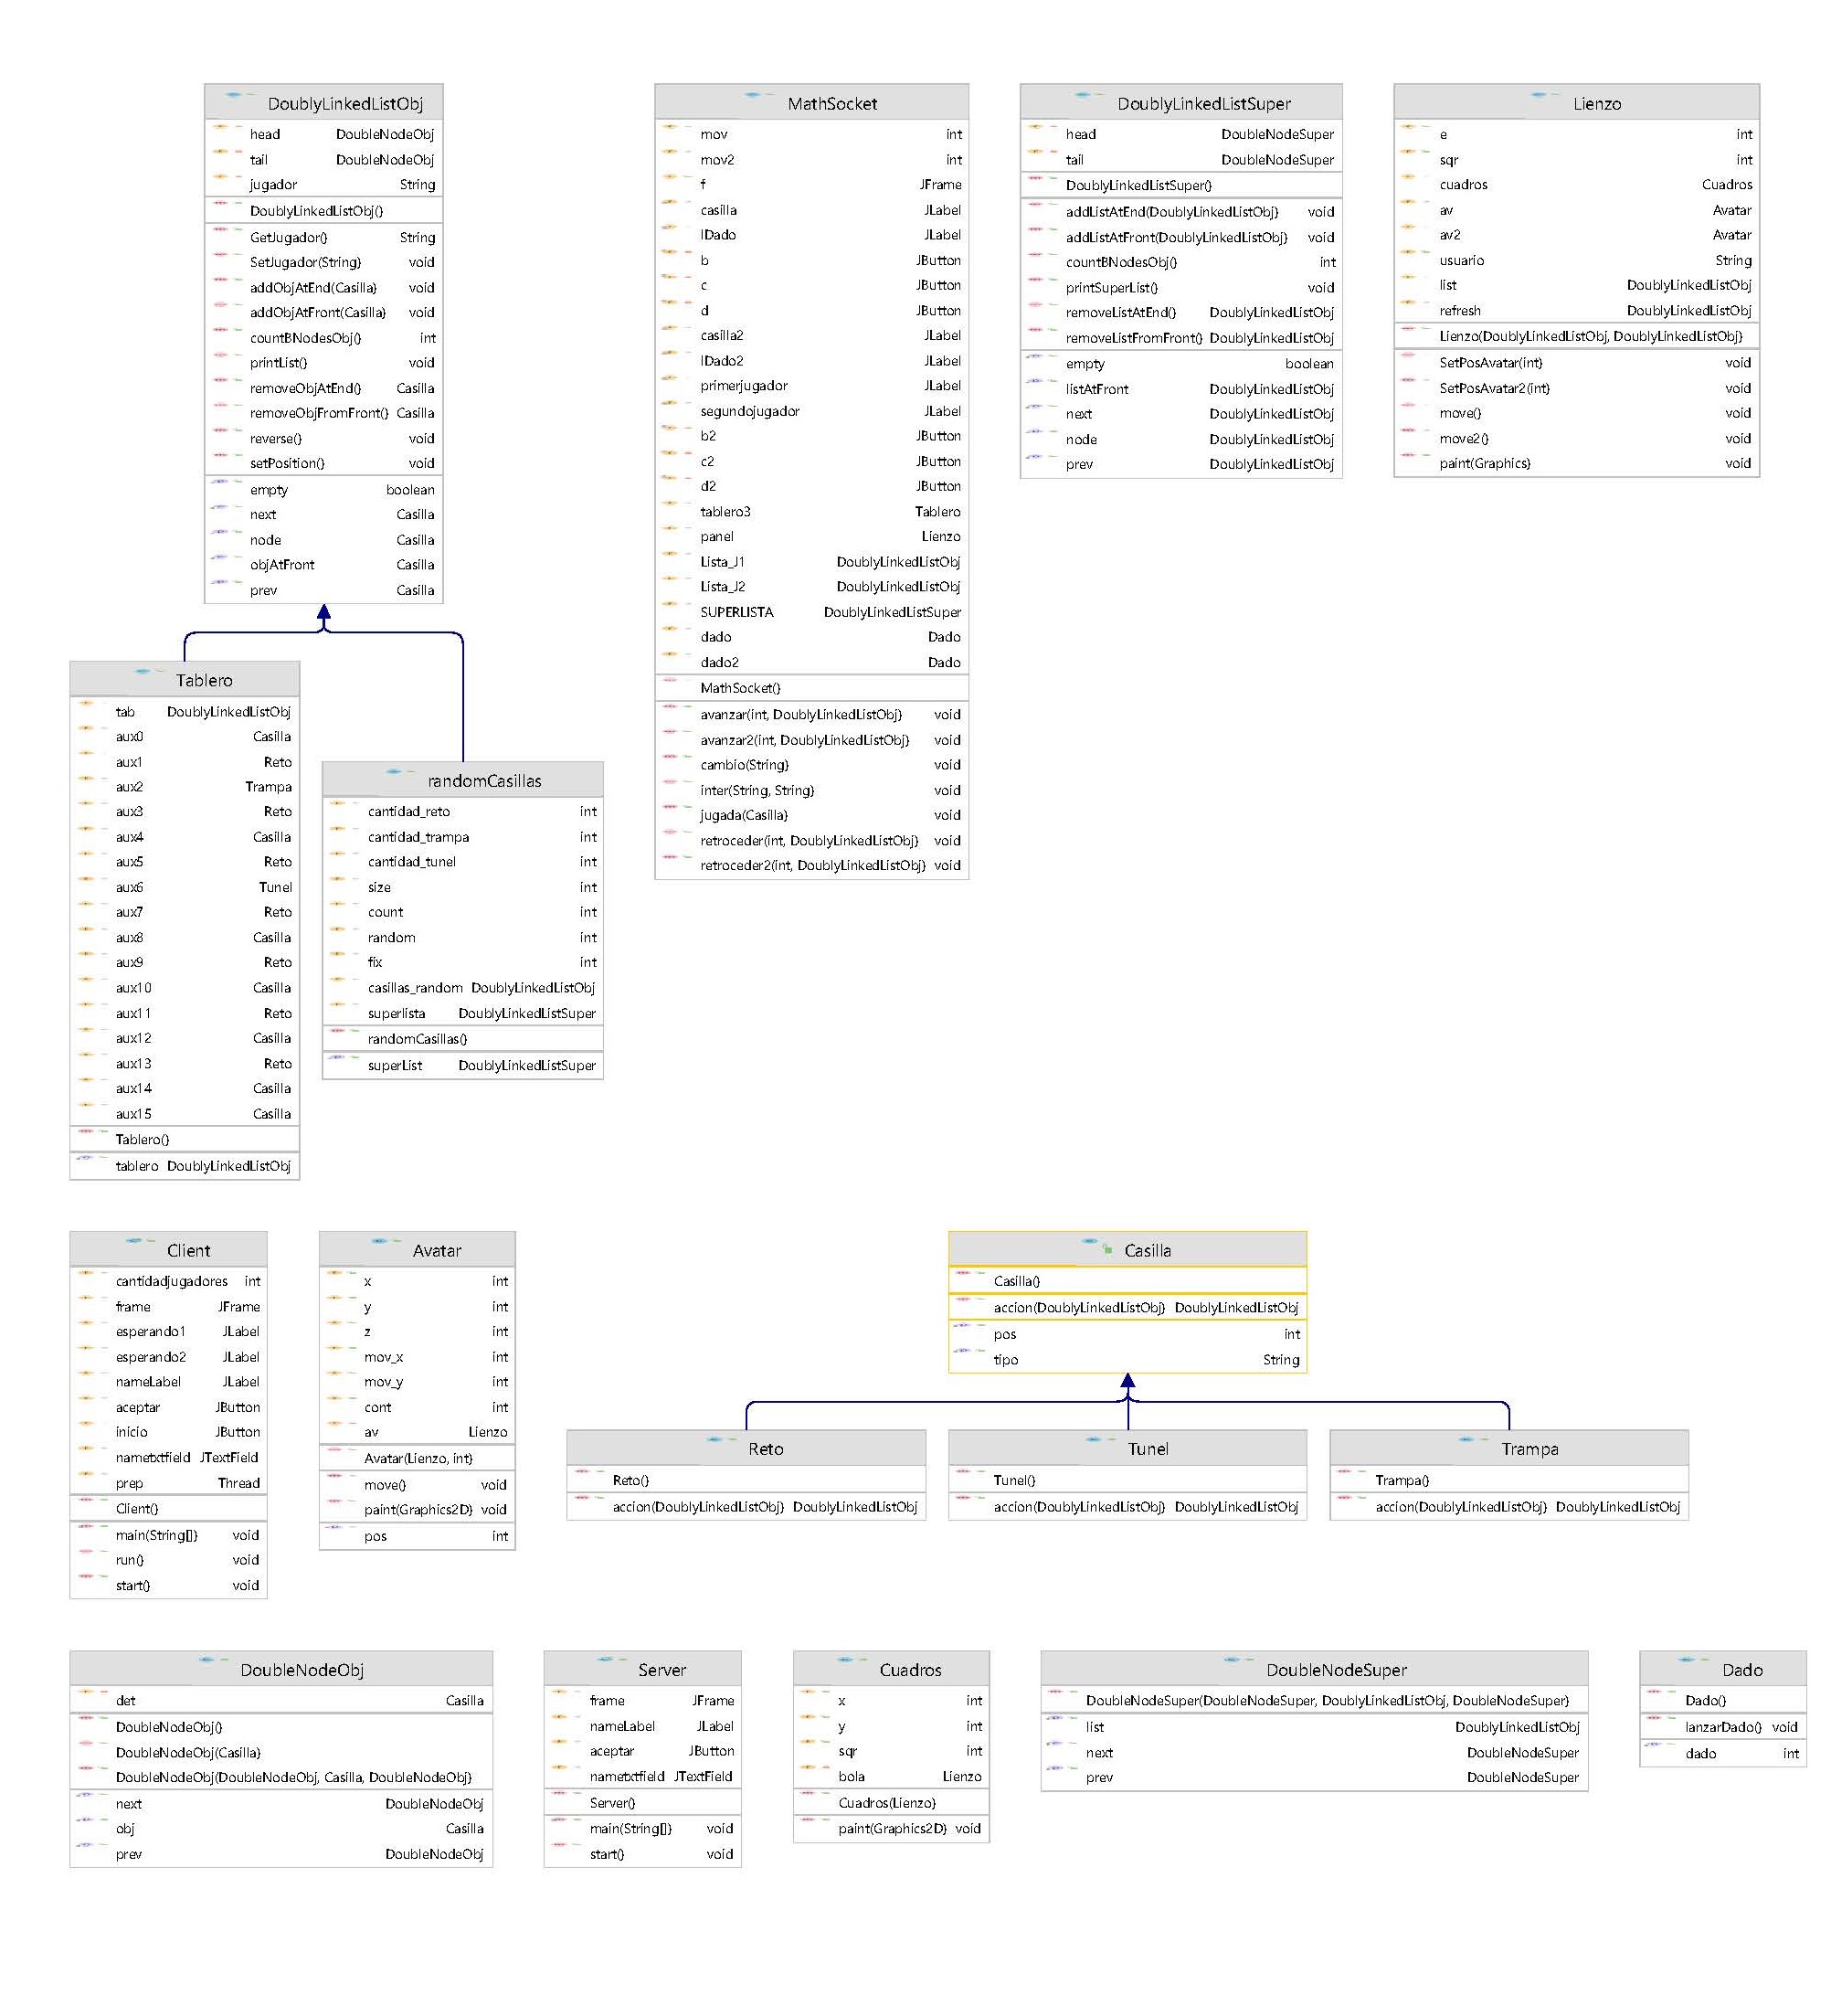 DoublyLinkedListObj
head DoubleNodeObj
tail DoubleNodeObj
jugador String
DoublyLinkedListObj()
GetJugador() String
SetJugador(String) void
addObjAtEnd(Casilla) void
addObjAtFront(Casilla) void
countBNodesObj() int
printList() void
removeObjAtEnd() Casilla
removeObjFromFront() Casilla
reverse() void
setPosition() void
empty boolean
next Casilla
node Casilla
objAtFront Casilla
prev Casilla
MathSocket
mov int
mov2 int
f JFrame
casilla JLabel
lDado JLabel
b JButton
c JButton
d JButton
casilla2 JLabel
lDado2 JLabel
primerjugador JLabel
segundojugador JLabel
b2 JButton
c2 JButton
d2 JButton
tablero3 Tablero
panel Lienzo
Lista_J1 DoublyLinkedListObj
Lista_J2 DoublyLinkedListObj
SUPERLISTA DoublyLinkedListSuper
dado Dado
dado2 Dado
MathSocket()
avanzar(int, DoublyLinkedListObj) void
avanzar2(int, DoublyLinkedListObj) void
cambio(String) void
inter(String, String) void
jugada(Casilla) void
retroceder(int, DoublyLinkedListObj) void
retroceder2(int, DoublyLinkedListObj) void
DoublyLinkedListSuper
head DoubleNodeSuper
tail DoubleNodeSuper
DoublyLinkedListSuper()
addListAtEnd(DoublyLinkedListObj) void
addListAtFront(DoublyLinkedListObj) void
countBNodesObj() int
printSuperList() void
removeListAtEnd() DoublyLinkedListObj
removeListFromFront() DoublyLinkedListObj
empty boolean
listAtFront DoublyLinkedListObj
next DoublyLinkedListObj
node DoublyLinkedListObj
prev DoublyLinkedListObj
Lienzo
e int
sqr int
cuadros Cuadros
av Avatar
av2 Avatar
usuario String
list DoublyLinkedListObj
refresh DoublyLinkedListObj
Lienzo(DoublyLinkedListObj, DoublyLinkedListObj)
SetPosAvatar(int) void
SetPosAvatar2(int) void
move() void
move2() void
paint(Graphics) void
Tablero
tab DoublyLinkedListObj
aux0 Casilla
aux1 Reto
aux2 Trampa
aux3 Reto
aux4 Casilla
aux5 Reto
aux6 Tunel
aux7 Reto
aux8 Casilla
aux9 Reto
aux10 Casilla
aux11 Reto
aux12 Casilla
aux13 Reto
aux14 Casilla
aux15 Casilla
Tablero()
tablero DoublyLinkedListObj
randomCasillas
cantidad_reto int
cantidad_trampa int
cantidad_tunel int
size int
count int
random int
fix int
casillas_random DoublyLinkedListObj
superlista DoublyLinkedListSuper
randomCasillas()
superList DoublyLinkedListSuper
Client
cantidadjugadores int
frame JFrame
esperando1 JLabel
esperando2 JLabel
nameLabel JLabel
aceptar JButton
inicio JButton
nametxtfield JTextField
prep Thread
Client()
main(String[]) void
run() void
start() void
Avatar
x int
y int
z int
mov_x int
mov_y int
cont int
av Lienzo
Avatar(Lienzo, int)
move() void
paint(Graphics2D) void
pos int
Casilla
Casilla()
accion(DoublyLinkedListObj) DoublyLinkedListObj
pos int
tipo String
Reto
Reto()
accion(DoublyLinkedListObj) DoublyLinkedListObj
Tunel
Tunel()
accion(DoublyLinkedListObj) DoublyLinkedListObj
Trampa
Trampa()
accion(DoublyLinkedListObj) DoublyLinkedListObj
DoubleNodeObj
det Casilla
DoubleNodeObj()
DoubleNodeObj(Casilla)
DoubleNodeObj(DoubleNodeObj, Casilla, DoubleNodeObj)
next DoubleNodeObj
obj Casilla
prev DoubleNodeObj
Server
frame JFrame
nameLabel JLabel
aceptar JButton
nametxtfield JTextField
Server()
main(String[]) void
start() void
Cuadros
x int
y int
sqr int
bola Lienzo
Cuadros(Lienzo)
paint(Graphics2D) void
DoubleNodeSuper
DoubleNodeSuper(DoubleNodeSuper, DoublyLinkedListObj, DoubleNodeSuper)
list DoublyLinkedListObj
next DoubleNodeSuper
prev DoubleNodeSuper
Dado
Dado()
lanzarDado() void
dado int